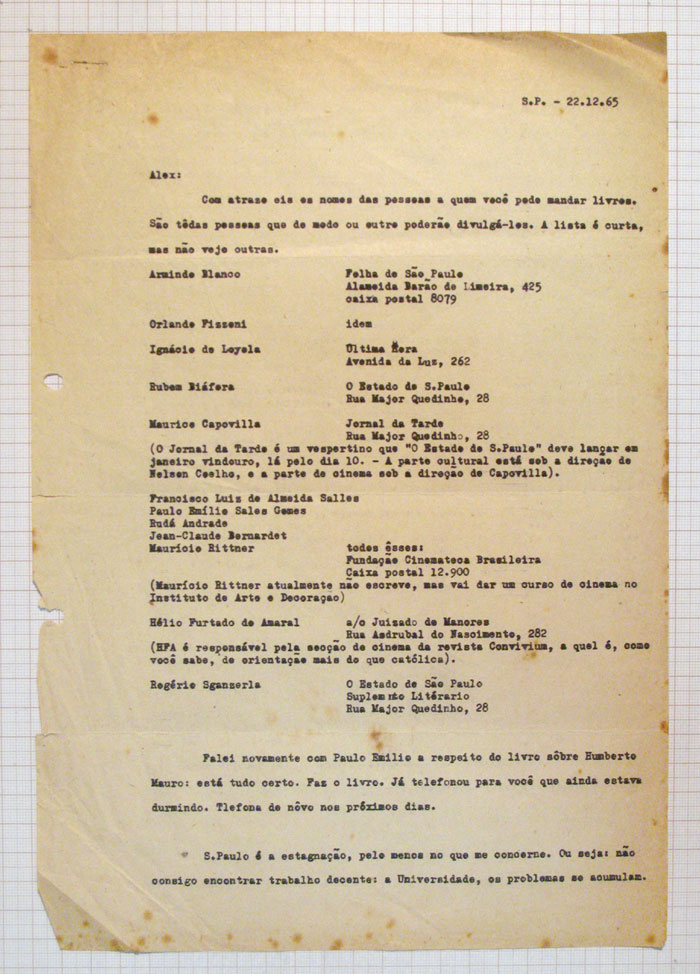 S.P. - 22.12.65
Alex:
Com atraso eis os nomes das pessoas a quem você pode mandar livros.
São tôdas pessoas que de modo ou outro poderão divulgá-los. A lista é curta,
mas não vejo outras.
Armindo Blanco Folha de São Paulo
Alameida Barão de Limeira, 425
caixa postal 8079
Orlando Fissoni idem
Ignácio de Loyola Última Hora
Avenida da Luz, 262
Rubem Biáfora O Estado de S.Paulo
Rua Major Quedinho, 28
Maurice Capovilla Jornal da Tarde
Rua Major Quedinho, 28
(O Jornal da Tarde é um vespertino que "O Estado de S.Paulo" deve lançar em
janeiro vindouro, lá pelo dia 10. - A parte cultural está sob a direção de
Nelson Coelho, e a parte de cinema sob a direção de Capovilla).
Francisco Luiz de Almeida Salles
Paulo Emílio Sales Gomes
Rudá Andrade
Jean-Claude Bernardet
Maurício Rittner todos êsses:
Fundação Cinemateca Brasileira
Caixa postal 12.900
(Maurício Rittner atualmente não escreve, mas vai dar um curso de cinema no
Instituto de Arte e Decoração)
Hélio Furtado de Amaral a/c Juizado de Menores
Rua Asdrubal do Nascimento, 282
(HFA é responsável pela secção de cinema da revista Convivium, a quel é, como
você sabe, de orientação mais do que católica).
Rogério Sganzerla O Estado de São Paulo
Suplemento Literário
Rua Major Quedinho, 28
Falei novamente com Paulo Emilio a respeito do livro sôbre Humberto
Mauro: está tudo certo. Faz o livro. Já telefonou para você que ainda estava
durmindo. Tlefona de nôvo nos próximos dias.
S.Paulo é a estagnação, pelo menos no que me concerne. Ou seja: não
consigo encontrar trabalho decente: a Universidade, os problemas se acumulam.